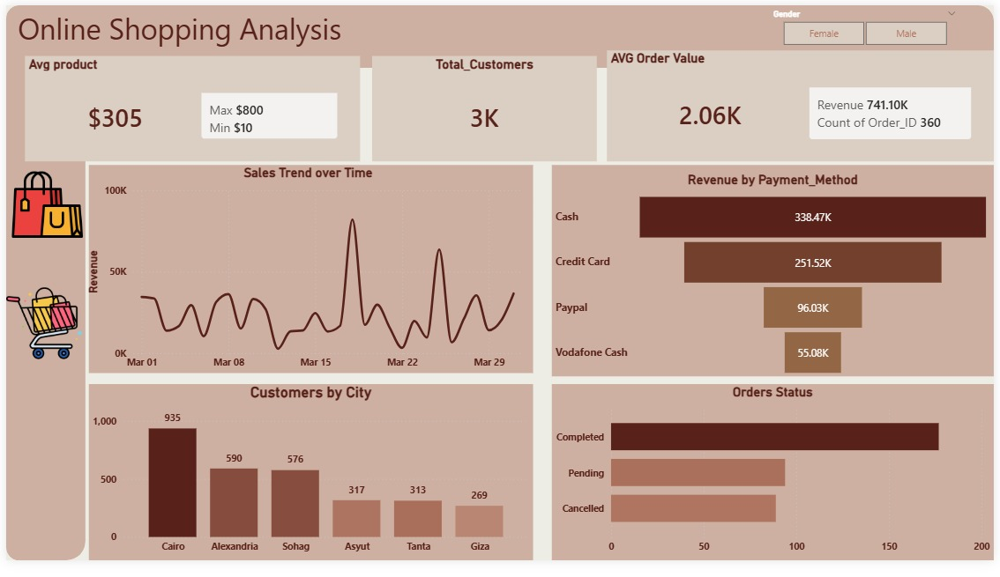 Online Shopping Analysis
Gender
Female
Male
Avg product
$305
Max $800
Min $10
Total_Customers
3K
AVG Order Value
2.06K
Revenue 741.10K
Count of Order_ID 360
Sales Trend over Time
Revenue
100K
50K
0K
Mar 01
Mar 08
Mar 15
Mar 22
Mar 29
Revenue by Payment_Method
Cash
338.47K
Credit Card
251.52K
Paypal
96.03K
Vodafone Cash
55.08K
Customers by City
1,000
500
0
935
590
576
317
313
269
Cairo
Alexandria
Sohag
Asyut
Tanta
Giza
Orders Status
Completed
Pending
Cancelled
0
50
100
150
200